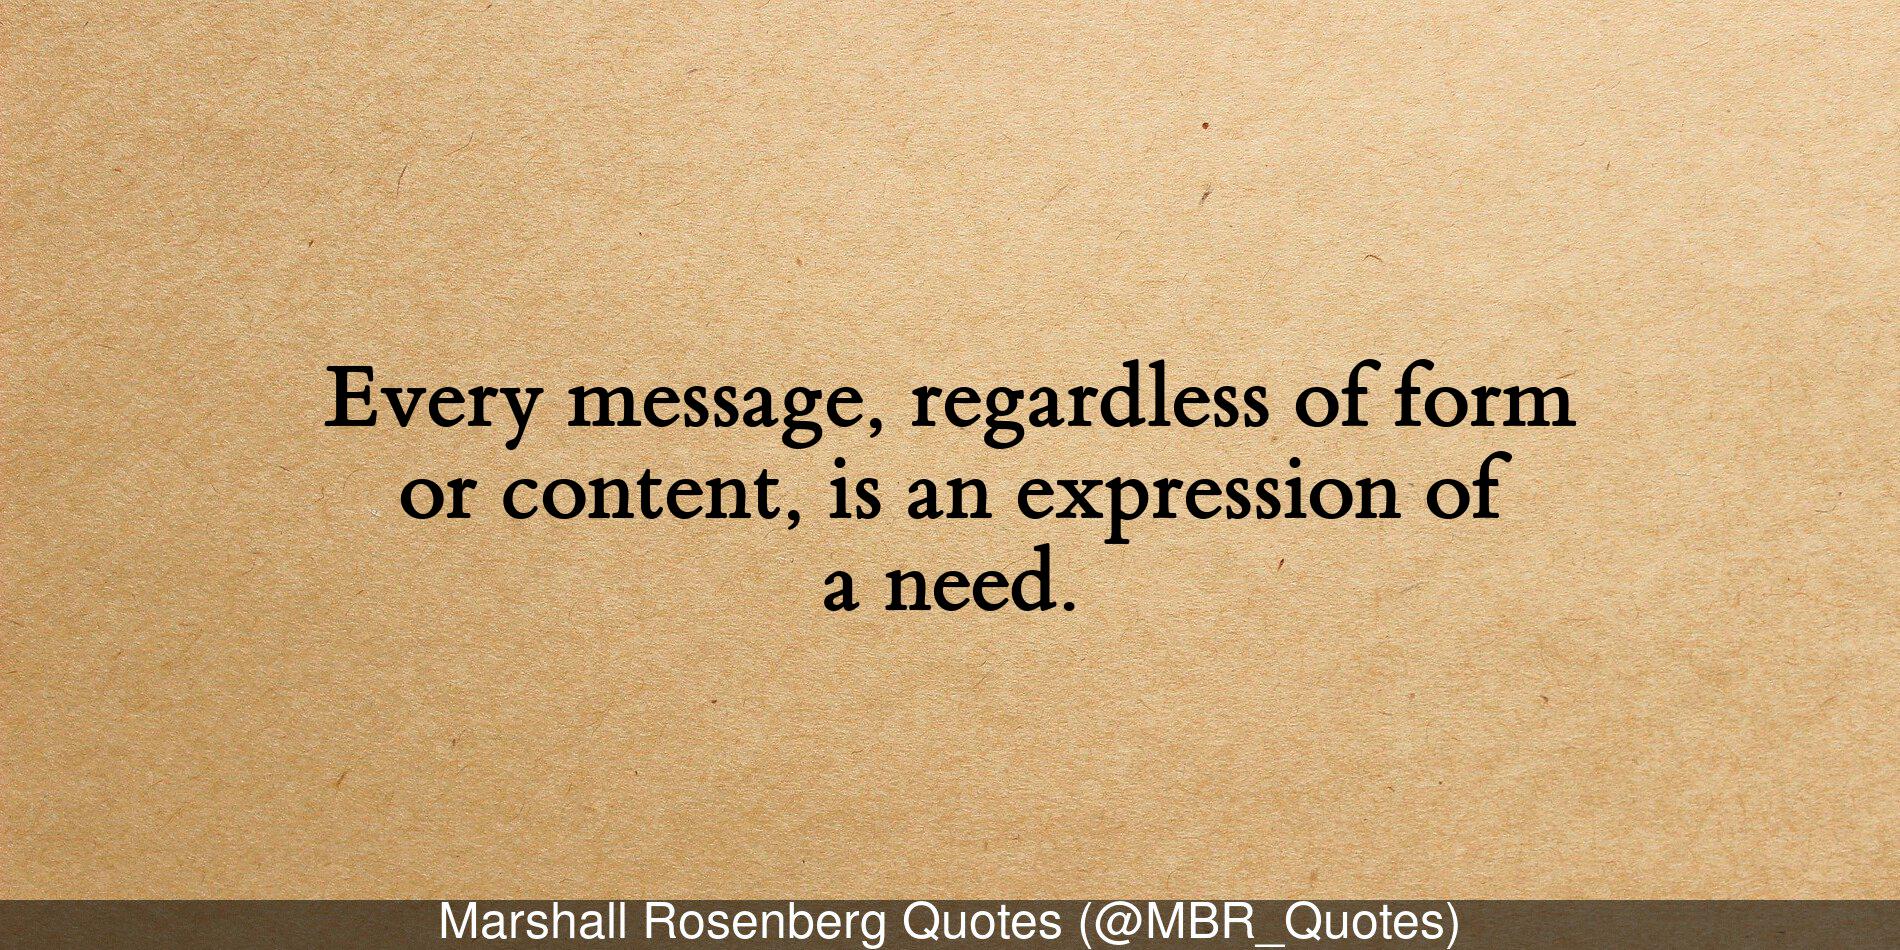 Every message, regardless of form
or content, is an expression of
a need.
Marshall Rosenberg Quotes (@MBR_Quotes)